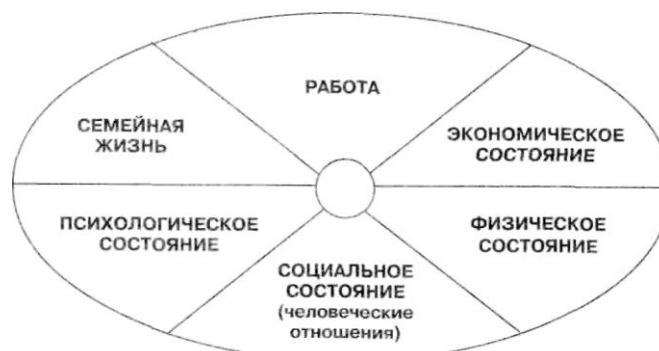 РАБОТА
СЕМЕЙНАЯ
ЖИЗНЬ
ЭКОНОМИЧЕСКОЕ
СОСТОЯНИЕ
ПСИХОЛОГИЧЕСКОЕ
СОСТОЯНИЕ
ФИЗИЧЕСКОЕ
СОСТОЯНИЕ
СОЦИАЛЬНОЕ
СОСТОЯНИЕ
(человеческие
отношения)